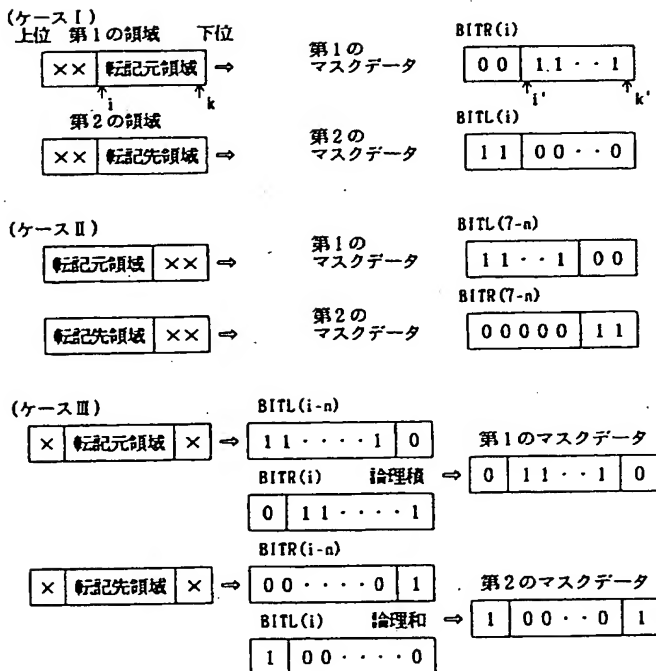 (ケースⅠ)
上位 第1の領域 下位
×× 転記元領域 ⇒ 第1の マスクデータ BITR(i) 00 11・・1
i k i' k'
第2の領域
×× 転記先領域 ⇒ 第2の マスクデータ BITL(i) 11 00・・0
(ケースⅡ)
転記元領域 ×× ⇒ 第1の マスクデータ BITL(7-n) 11・・1 00
転記先領域 ×× ⇒ 第2の マスクデータ BITR(7-n) 00000 11
(ケースⅢ)
BITL(i-n)
× 転記元領域 × ⇒ 11・・・・1 0
第1のマスクデータ
BITR(i) 論理積 ⇒ 0 11・・1 0
0 11・・・・1
BITR(i-n)
× 転記先領域 × ⇒ 00・・・・0 1
第2のマスクデータ
BITL(i) 論理和 ⇒ 1 00・・0 1
1 00・・・・0